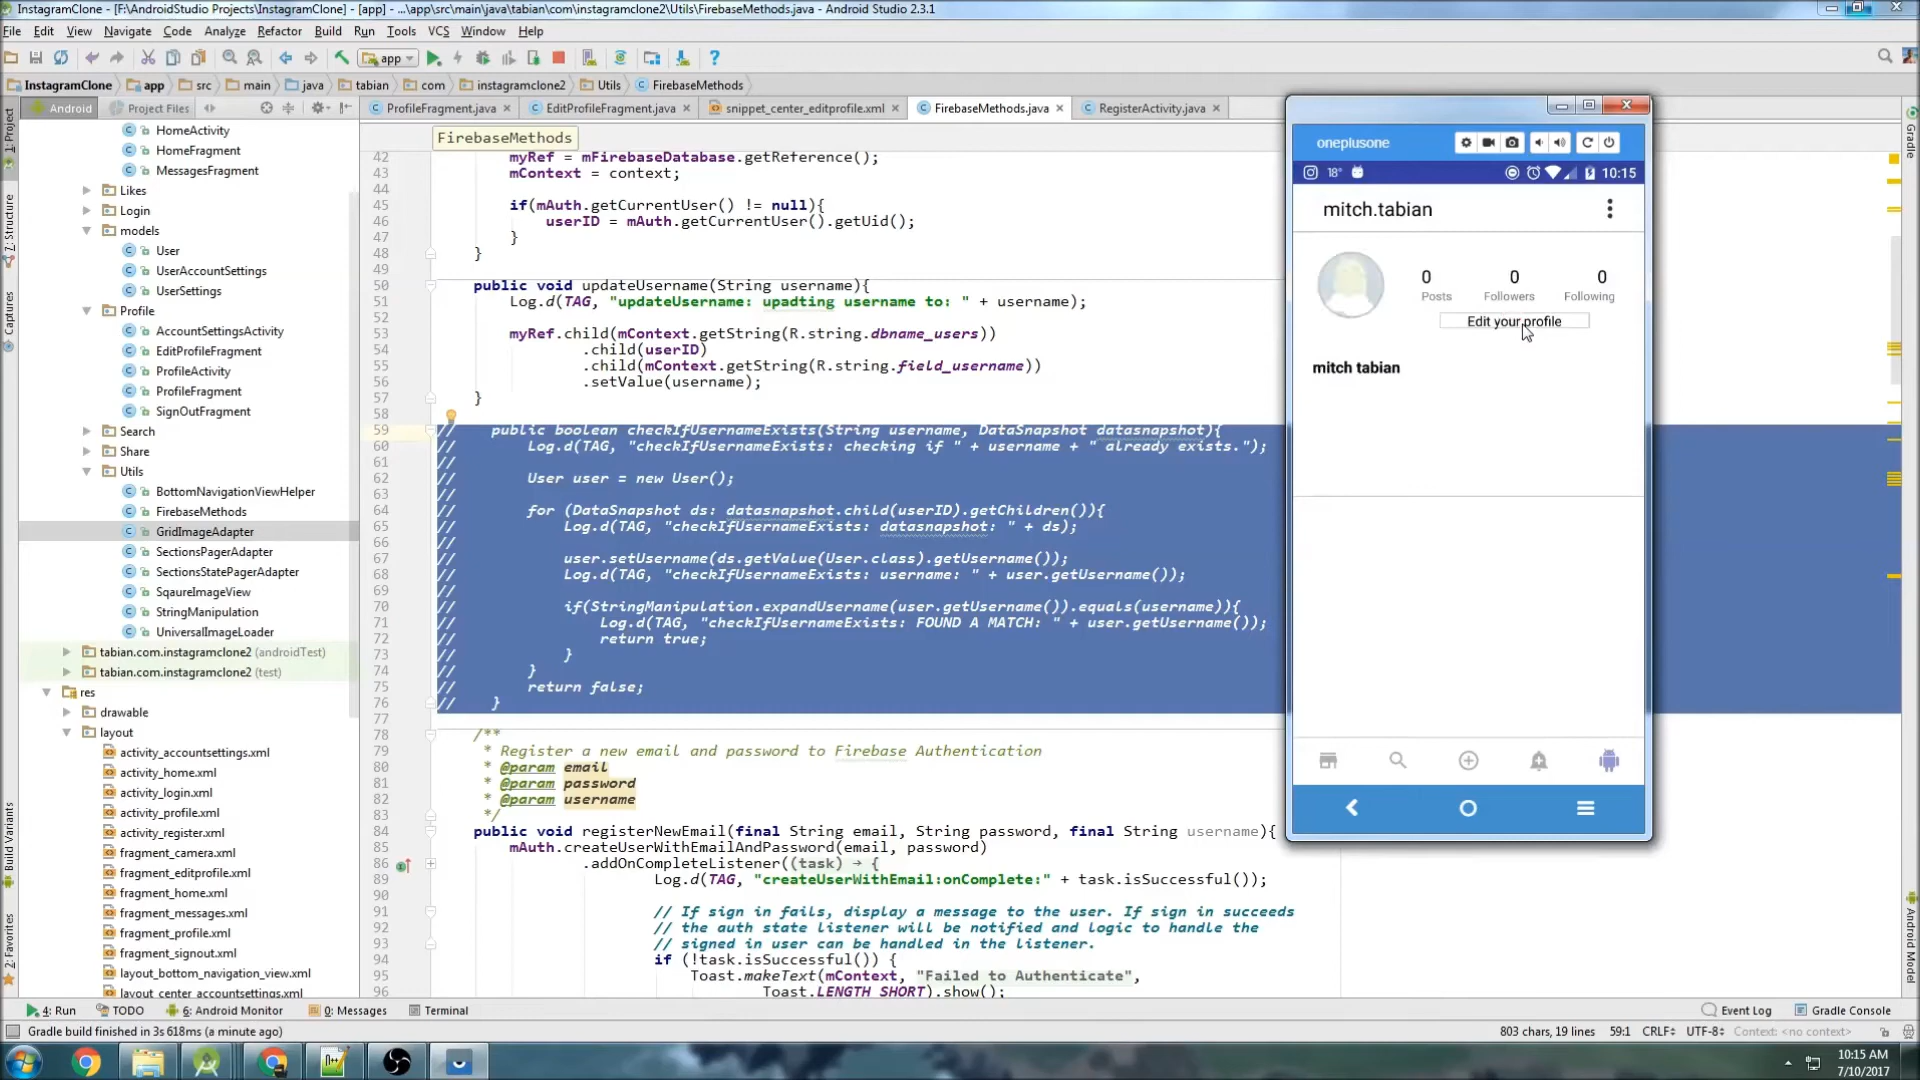 InstagramClone - [F:\AndroidStudio Projects\InstagramClone] - [app] - ...\app\src\main\java\tabian\com\instagramclone2\Utils\FirebaseMethods.java - Android Studio 2.3.1
File Edit View Navigate Code Analyze Refactor Build Run Tools VCS Window Help
app
InstagramClone app src main java tabian com instagramclone2 Utils FirebaseMethods
Android Project Files
ProfileFragment.java EditProfileFragment.java snippet_center_editprofile.xml FirebaseMethods.java RegisterActivity.java
FirebaseMethods
1: Project
7: Structure
Captures
Build Variants
2: Favorites
Gradle
Android Model
HomeActivity
HomeFragment
MessagesFragment
Likes
Login
models
User
UserAccountSettings
UserSettings
Profile
AccountSettingsActivity
EditProfileFragment
ProfileActivity
ProfileFragment
SignOutFragment
Search
Share
Utils
BottomNavigationViewHelper
FirebaseMethods
GridImageAdapter
SectionsPagerAdapter
SectionsStatePagerAdapter
SqaureImageView
StringManipulation
UniversalImageLoader
tabian.com.instagramclone2 (androidTest)
tabian.com.instagramclone2 (test)
res
drawable
layout
activity_accountsettings.xml
activity_home.xml
activity_login.xml
activity_profile.xml
activity_register.xml
fragment_camera.xml
fragment_editprofile.xml
fragment_home.xml
fragment_messages.xml
fragment_profile.xml
fragment_signout.xml
layout_bottom_navigation_view.xml
layout_center_accountsettings.xml
42 myRef = mFirebaseDatabase.getReference();
43 mContext = context;
44
45 if(mAuth.getCurrentUser() != null){
46 userID = mAuth.getCurrentUser().getUid();
47 }
48 }
49
50 public void updateUsername(String username){
51 Log.d(TAG, "updateUsername: upadting username to: " + username);
52
53 myRef.child(mContext.getString(R.string.dbname_users))
54 .child(userID)
55 .child(mContext.getString(R.string.field_username))
56 .setValue(username);
57 }
58
59 // public boolean checkIfUsernameExists(String username, DataSnapshot datasnapshot){
60 // Log.d(TAG, "checkIfUsernameExists: checking if " + username + " already exists.");
61 //
62 // User user = new User();
63 //
64 // for (DataSnapshot ds: datasnapshot.child(userID).getChildren()){
65 // Log.d(TAG, "checkIfUsernameExists: datasnapshot: " + ds);
66 //
67 // user.setUsername(ds.getValue(User.class).getUsername());
68 // Log.d(TAG, "checkIfUsernameExists: username: " + user.getUsername());
69 //
70 // if(StringManipulation.expandUsername(user.getUsername()).equals(username)){
71 // Log.d(TAG, "checkIfUsernameExists: FOUND A MATCH: " + user.getUsername());
72 // return true;
73 // }
74 // }
75 // return false;
76 // }
77
78 /**
79 * Register a new email and password to Firebase Authentication
80 * @param email
81 * @param password
82 * @param username
83 */
84 public void registerNewEmail(final String email, String password, final String username){
85 mAuth.createUserWithEmailAndPassword(email, password)
86 .addOnCompleteListener((task) → {
89 Log.d(TAG, "createUserWithEmail:onComplete:" + task.isSuccessful());
90
91 // If sign in fails, display a message to the user. If sign in succeeds
92 // the auth state listener will be notified and logic to handle the
93 // signed in user can be handled in the listener.
94 if (!task.isSuccessful()) {
95 Toast.makeText(mContext, "Failed to Authenticate",
96 Toast.LENGTH_SHORT).show();
oneplusone
18° 10:15
mitch.tabian
0 0 0
Posts Followers Following
Edit your profile
mitch tabian
4: Run TODO 6: Android Monitor 0: Messages Terminal Event Log Gradle Console
Gradle build finished in 3s 618ms (a minute ago) 803 chars, 19 lines 59:1 CRLF UTF-8 Context: <no context>
10:15 AM
7/10/2017